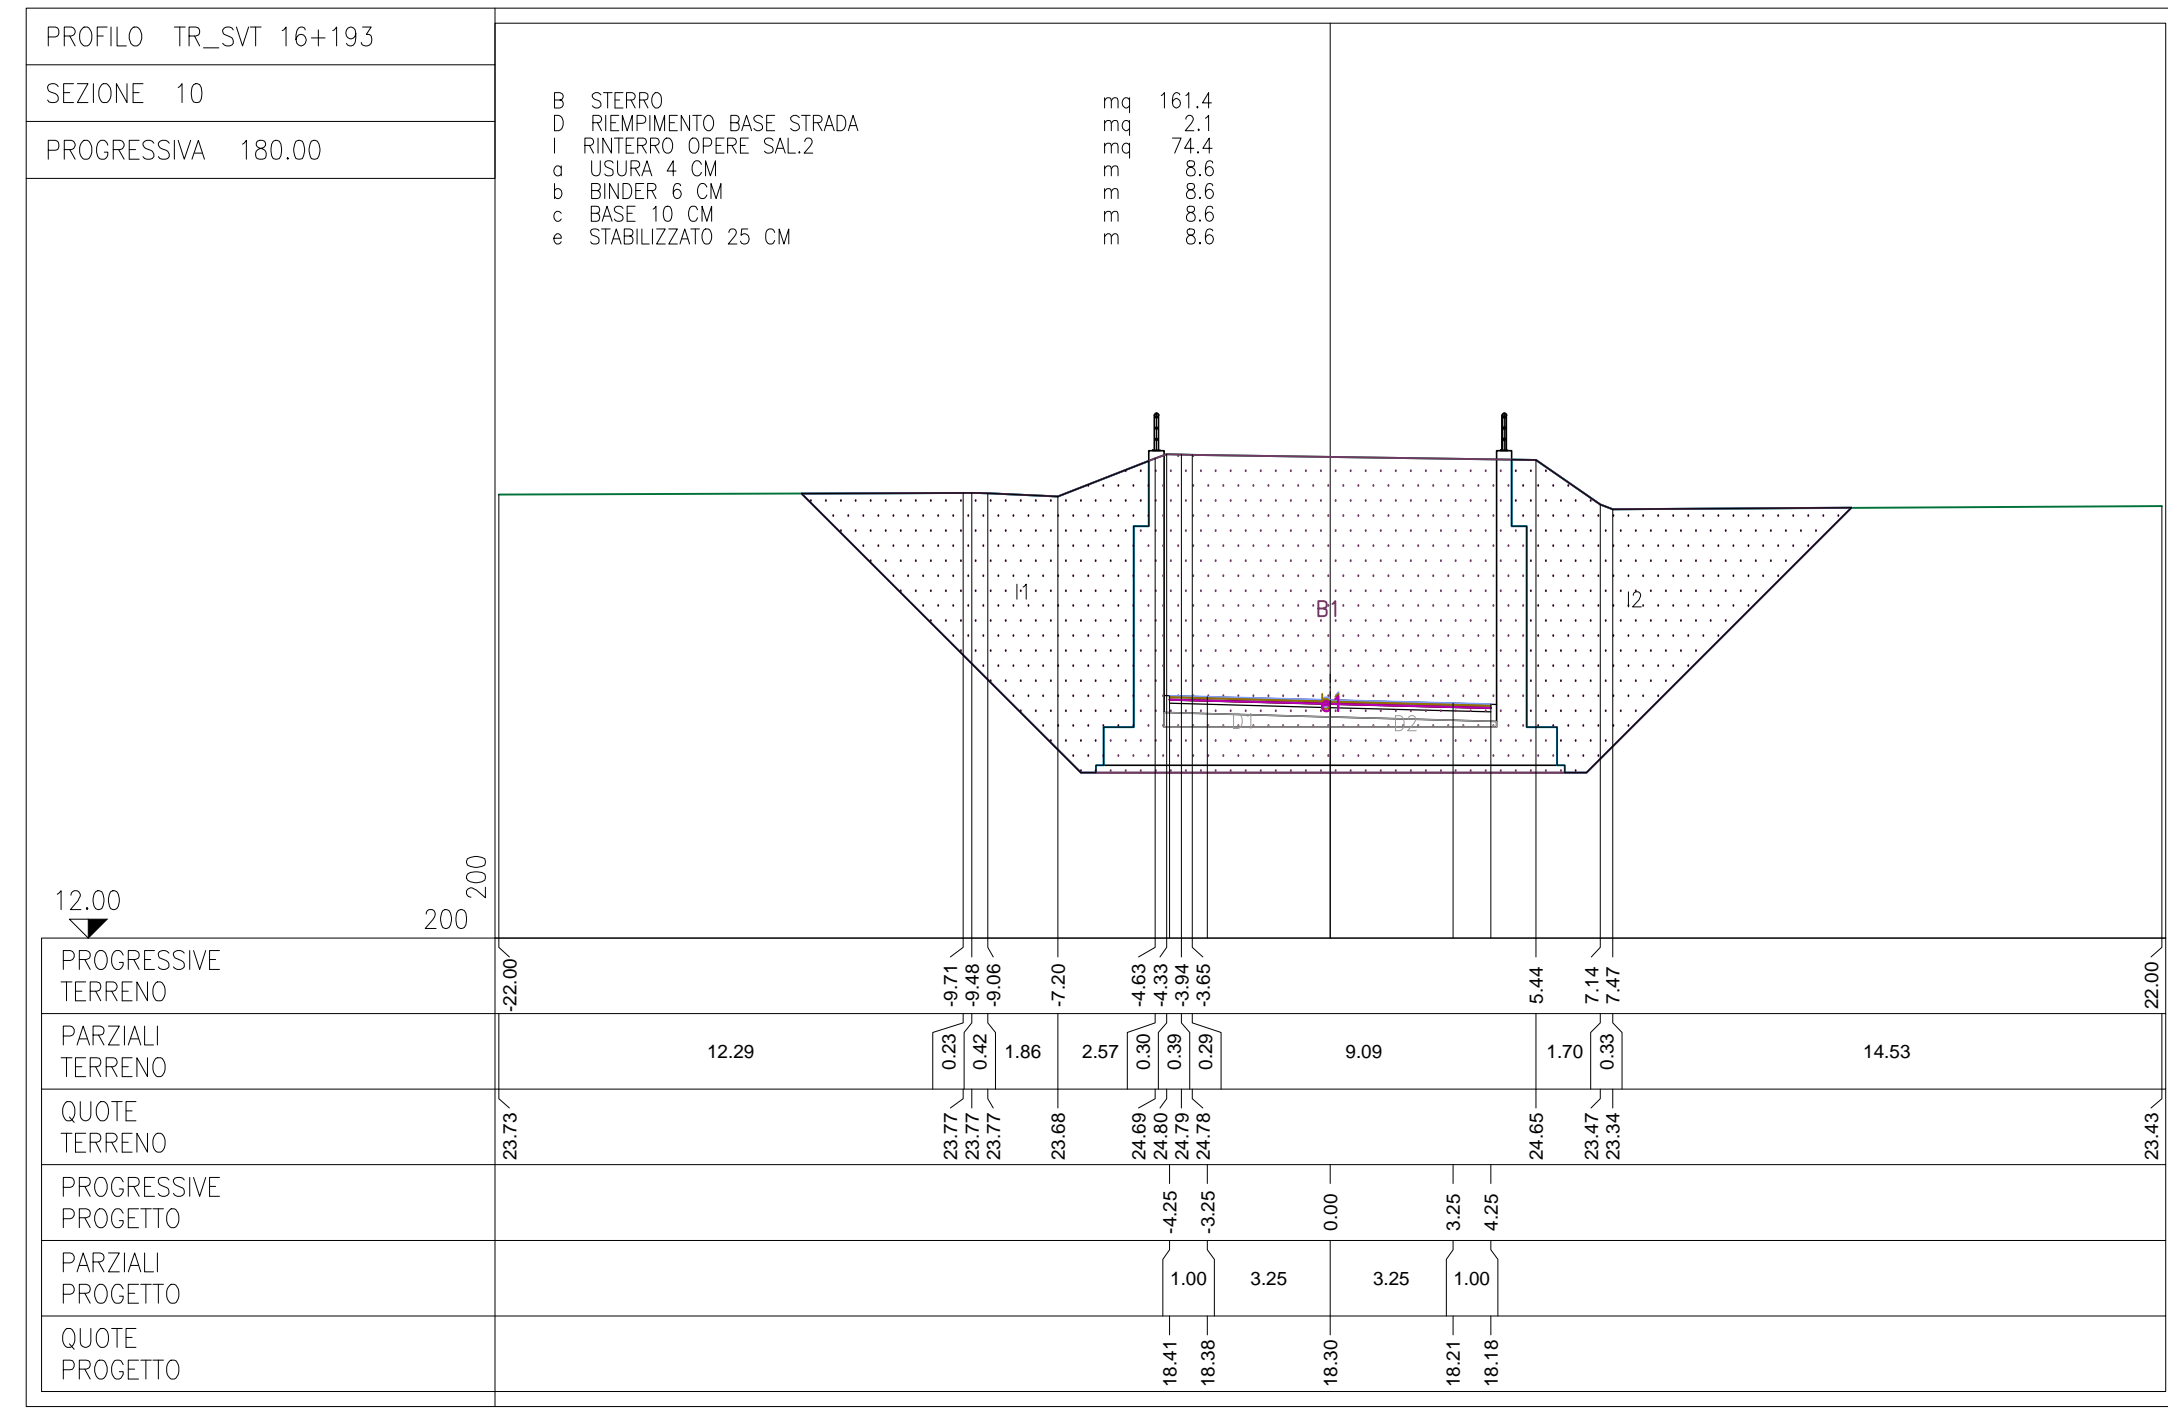 PROFILO TR_SVT 16+193
SEZIONE 10
PROGRESSIVA 180.00
B STERRO mq 161.4
D RIEMPIMENTO BASE STRADA mq 2.1
I RINTERRO OPERE SAL.2 mq 74.4
a USURA 4 CM m 8.6
b BINDER 6 CM m 8.6
c BASE 10 CM m 8.6
e STABILIZZATO 25 CM m 8.6
I1
B1
I2
D1
D2
200
12.00
200
PROGRESSIVE
TERRENO
-22.00 -9.71 -9.48 -9.06 -7.20 -4.63 -4.33 -3.94 -3.65 5.44 7.14 7.47 22.00
PARZIALI
TERRENO
12.29 0.23 0.42 1.86 2.57 0.30 0.39 0.29 9.09 1.70 0.33 14.53
QUOTE
TERRENO
23.73 23.77 23.77 23.77 23.68 24.69 24.80 24.79 24.78 24.65 23.47 23.34 23.43
PROGRESSIVE
PROGETTO
-4.25 -3.25 0.00 3.25 4.25
PARZIALI
PROGETTO
1.00 3.25 3.25 1.00
QUOTE
PROGETTO
18.41 18.38 18.30 18.21 18.18